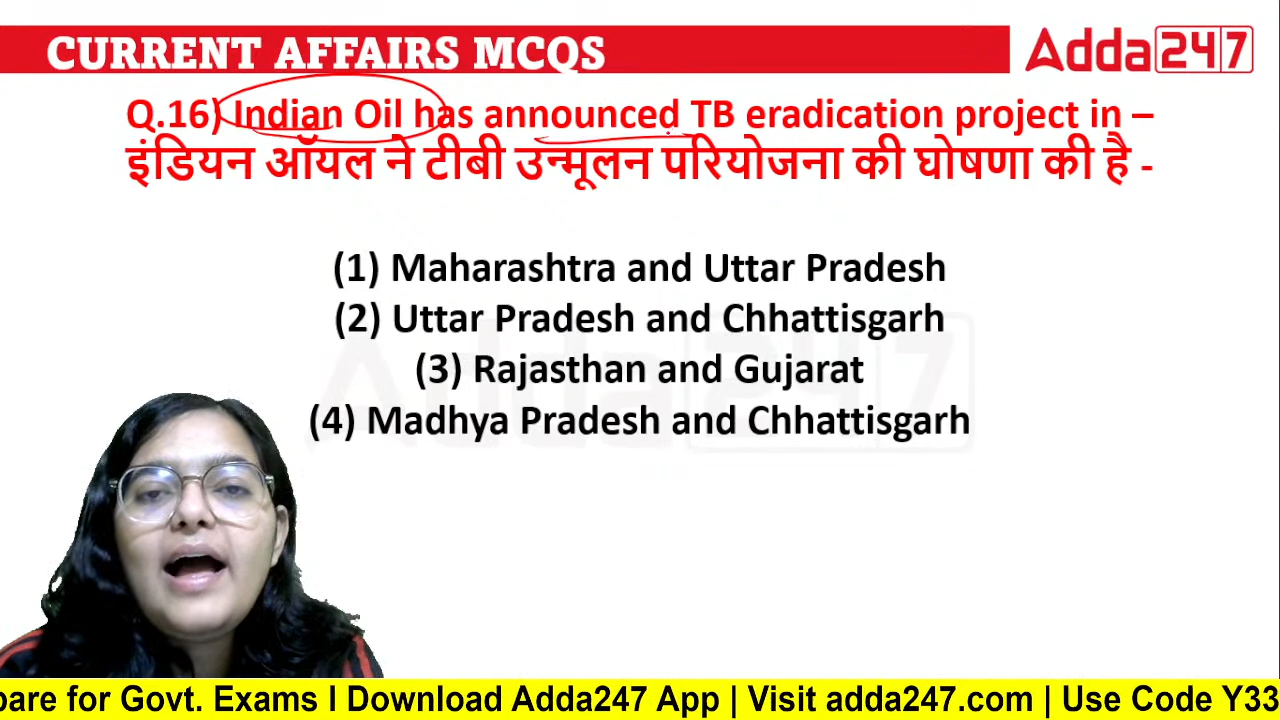 CURRENT AFFAIRS MCQS
Adda247
Q.16) Indian Oil has announced TB eradication project in –
इंडियन ऑयल ने टीबी उन्मूलन परियोजना की घोषणा की है -
(1) Maharashtra and Uttar Pradesh
(2) Uttar Pradesh and Chhattisgarh
(3) Rajasthan and Gujarat
(4) Madhya Pradesh and Chhattisgarh
Adda247
pare for Govt. Exams I Download Adda247 App | Visit adda247.com | Use Code Y33